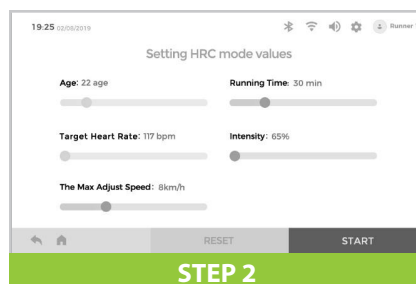 19:25 02/08/2019 Runner
Setting HRC mode values
Age: 22 age Running Time: 30 min
Target Heart Rate: 117 bpm Intensity: 65%
The Max Adjust Speed: 8km/h
RESET START
STEP 2